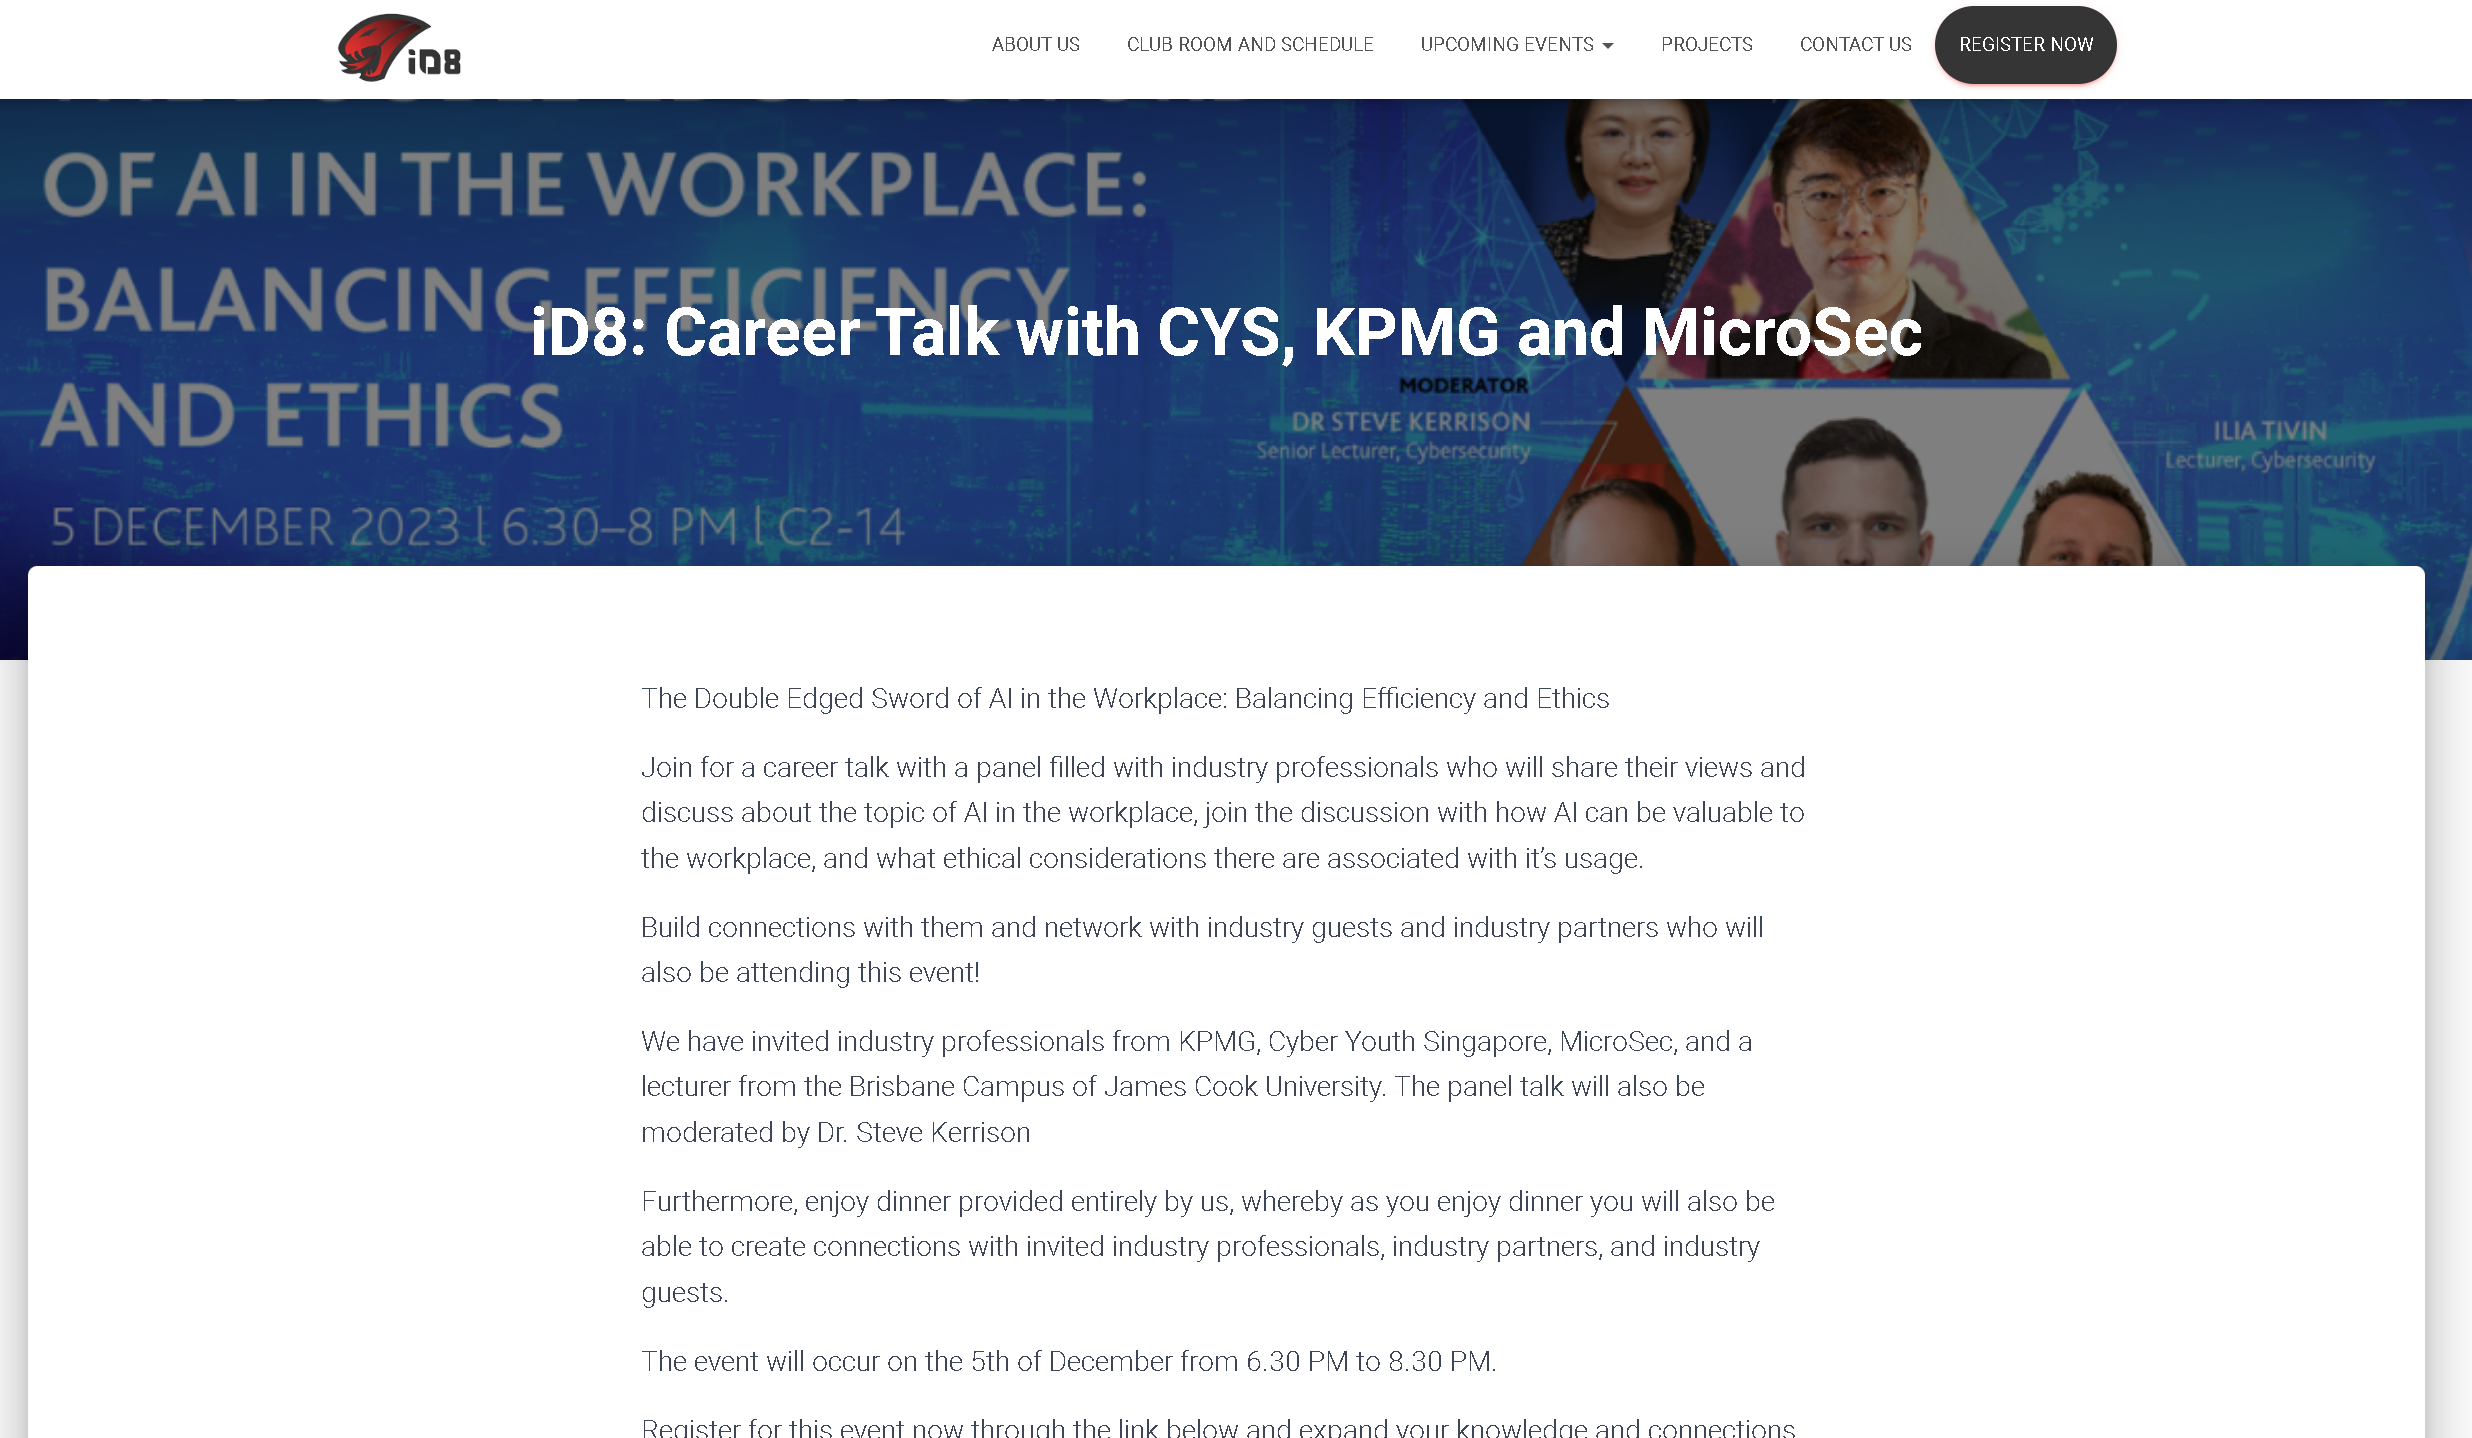 iD8
ABOUT US
CLUB ROOM AND SCHEDULE
UPCOMING EVENTS
PROJECTS
CONTACT US
REGISTER NOW
OF AI IN THE WORKPLACE:
BALANCING EFFICIENCY
AND ETHICS
5 DECEMBER 2023 | 6.30–8 PM | C2-14
iD8: Career Talk with CYS, KPMG and MicroSec
MODERATOR
DR STEVE KERRISON
Senior Lecturer, Cybersecurity
ILIA TIVIN
Lecturer, Cybersecurity
The Double Edged Sword of AI in the Workplace: Balancing Efficiency and Ethics
Join for a career talk with a panel filled with industry professionals who will share their views and
discuss about the topic of AI in the workplace, join the discussion with how AI can be valuable to
the workplace, and what ethical considerations there are associated with it’s usage.
Build connections with them and network with industry guests and industry partners who will
also be attending this event!
We have invited industry professionals from KPMG, Cyber Youth Singapore, MicroSec, and a
lecturer from the Brisbane Campus of James Cook University. The panel talk will also be
moderated by Dr. Steve Kerrison
Furthermore, enjoy dinner provided entirely by us, whereby as you enjoy dinner you will also be
able to create connections with invited industry professionals, industry partners, and industry
guests.
The event will occur on the 5th of December from 6.30 PM to 8.30 PM.
Register for this event now through the link below and expand your knowledge and connections